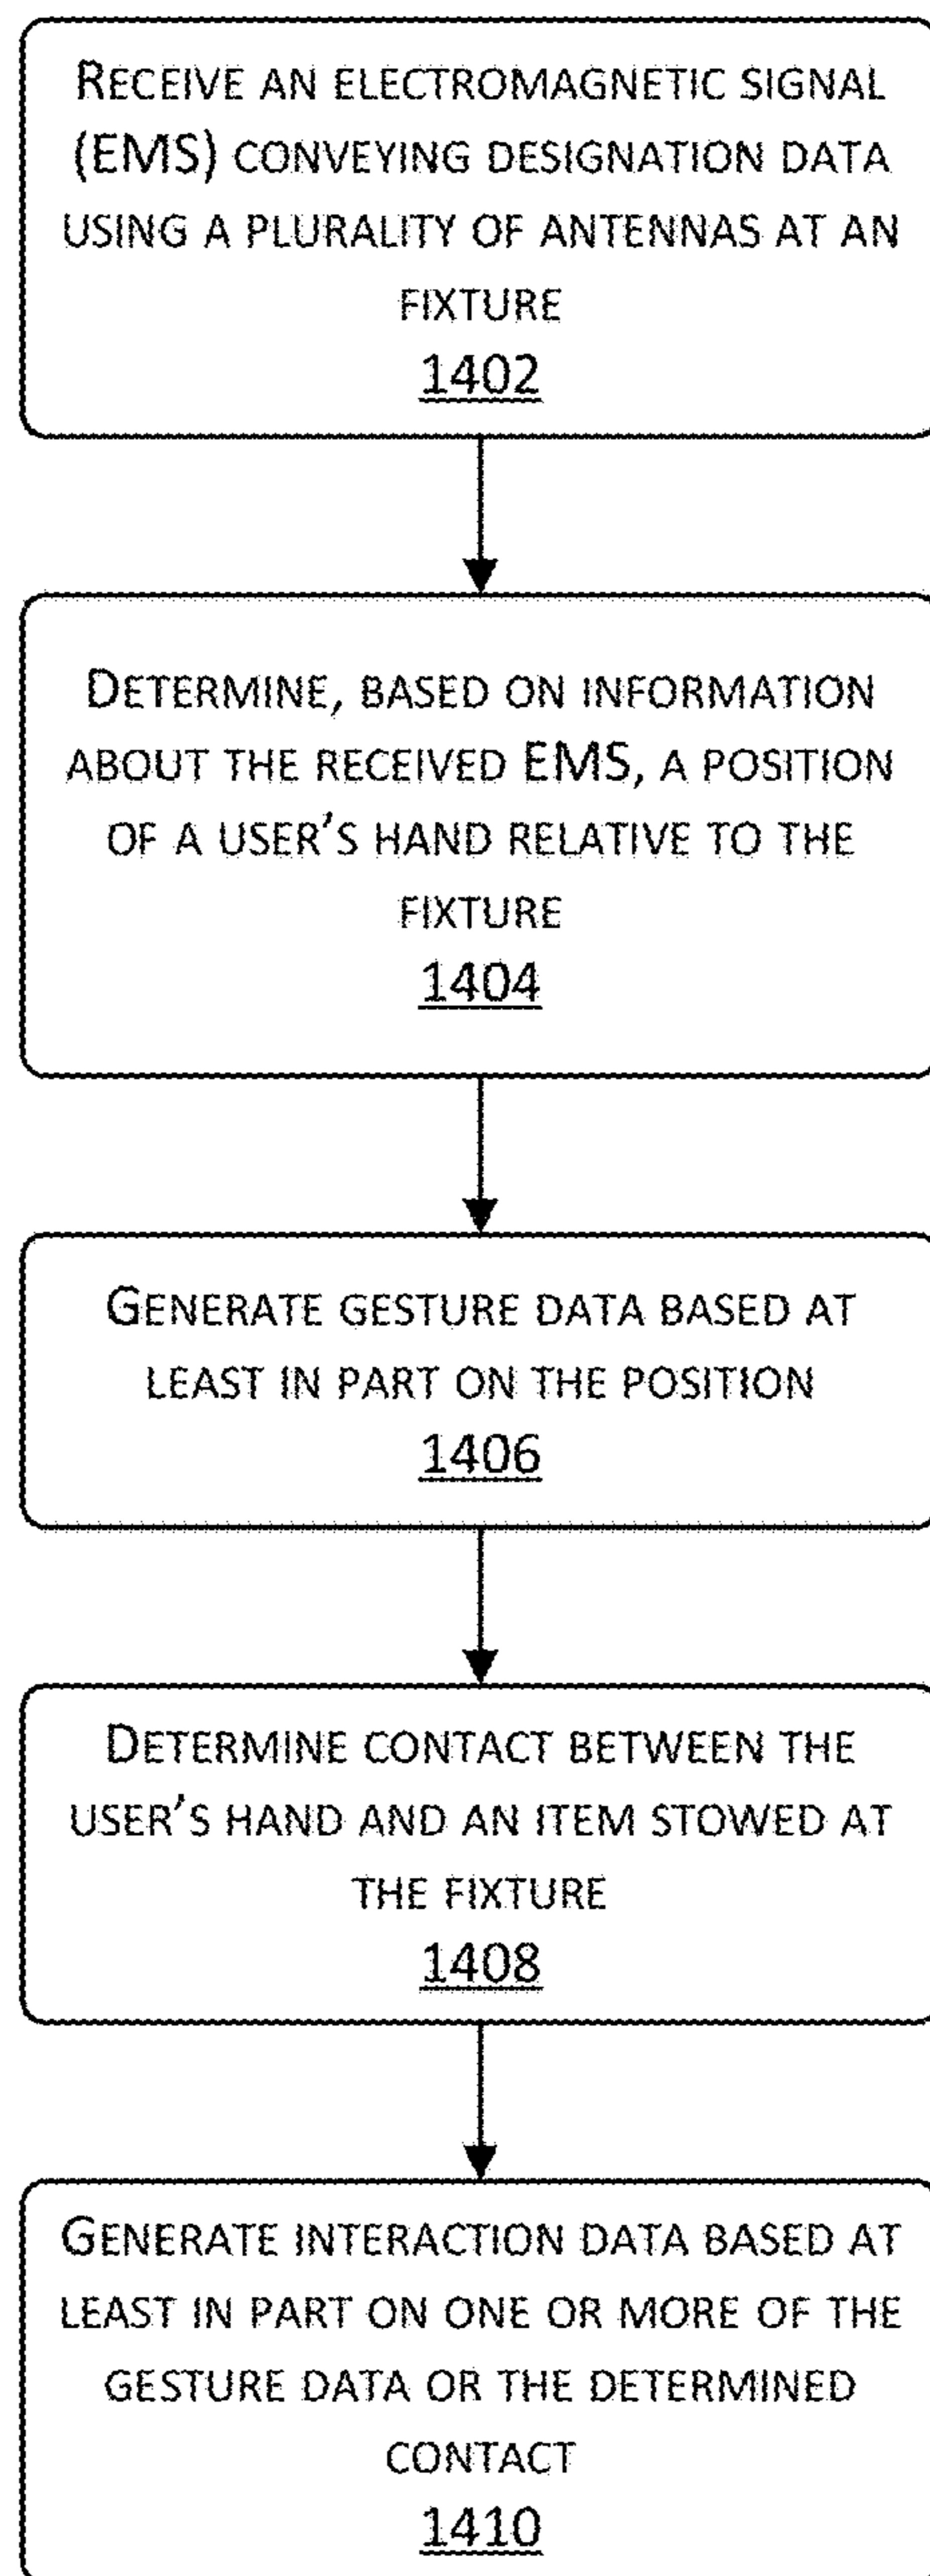 RECEIVE AN ELECTROMAGNETIC SIGNAL
(EMS) CONVEYING DESIGNATION DATA
USING A PLURALITY OF ANTENNAS AT AN
FIXTURE
1402
DETERMINE, BASED ON INFORMATION
ABOUT THE RECEIVED EMS, A POSITION
OF A USER'S HAND RELATIVE TO THE
FIXTURE
1404
GENERATE GESTURE DATA BASED AT
LEAST IN PART ON THE POSITION
1406
DETERMINE CONTACT BETWEEN THE
USER'S HAND AND AN ITEM STOWED AT
THE FIXTURE
1408
GENERATE INTERACTION DATA BASED AT
LEAST IN PART ON ONE OR MORE OF THE
GESTURE DATA OR THE DETERMINED
CONTACT
1410